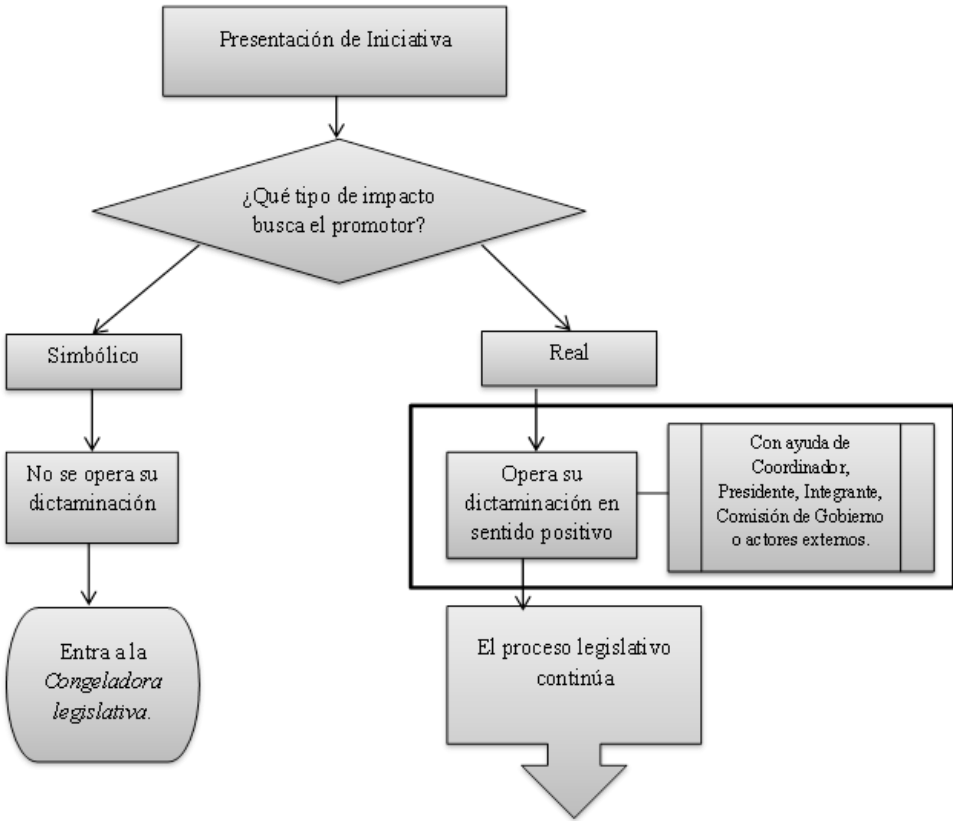 Presentación de Iniciativa
¿Qué tipo de impacto
busca el promotor?
Simbólico
Real
No se opera su
dictaminación
Opera su
dictaminación en
sentido positivo
Con ayuda de
Coordinador,
Presidente, Integrante,
Comisión de Gobierno
o actores externos.
Entra a la
Congeladora
legislativa.
El proceso legislativo
continúa